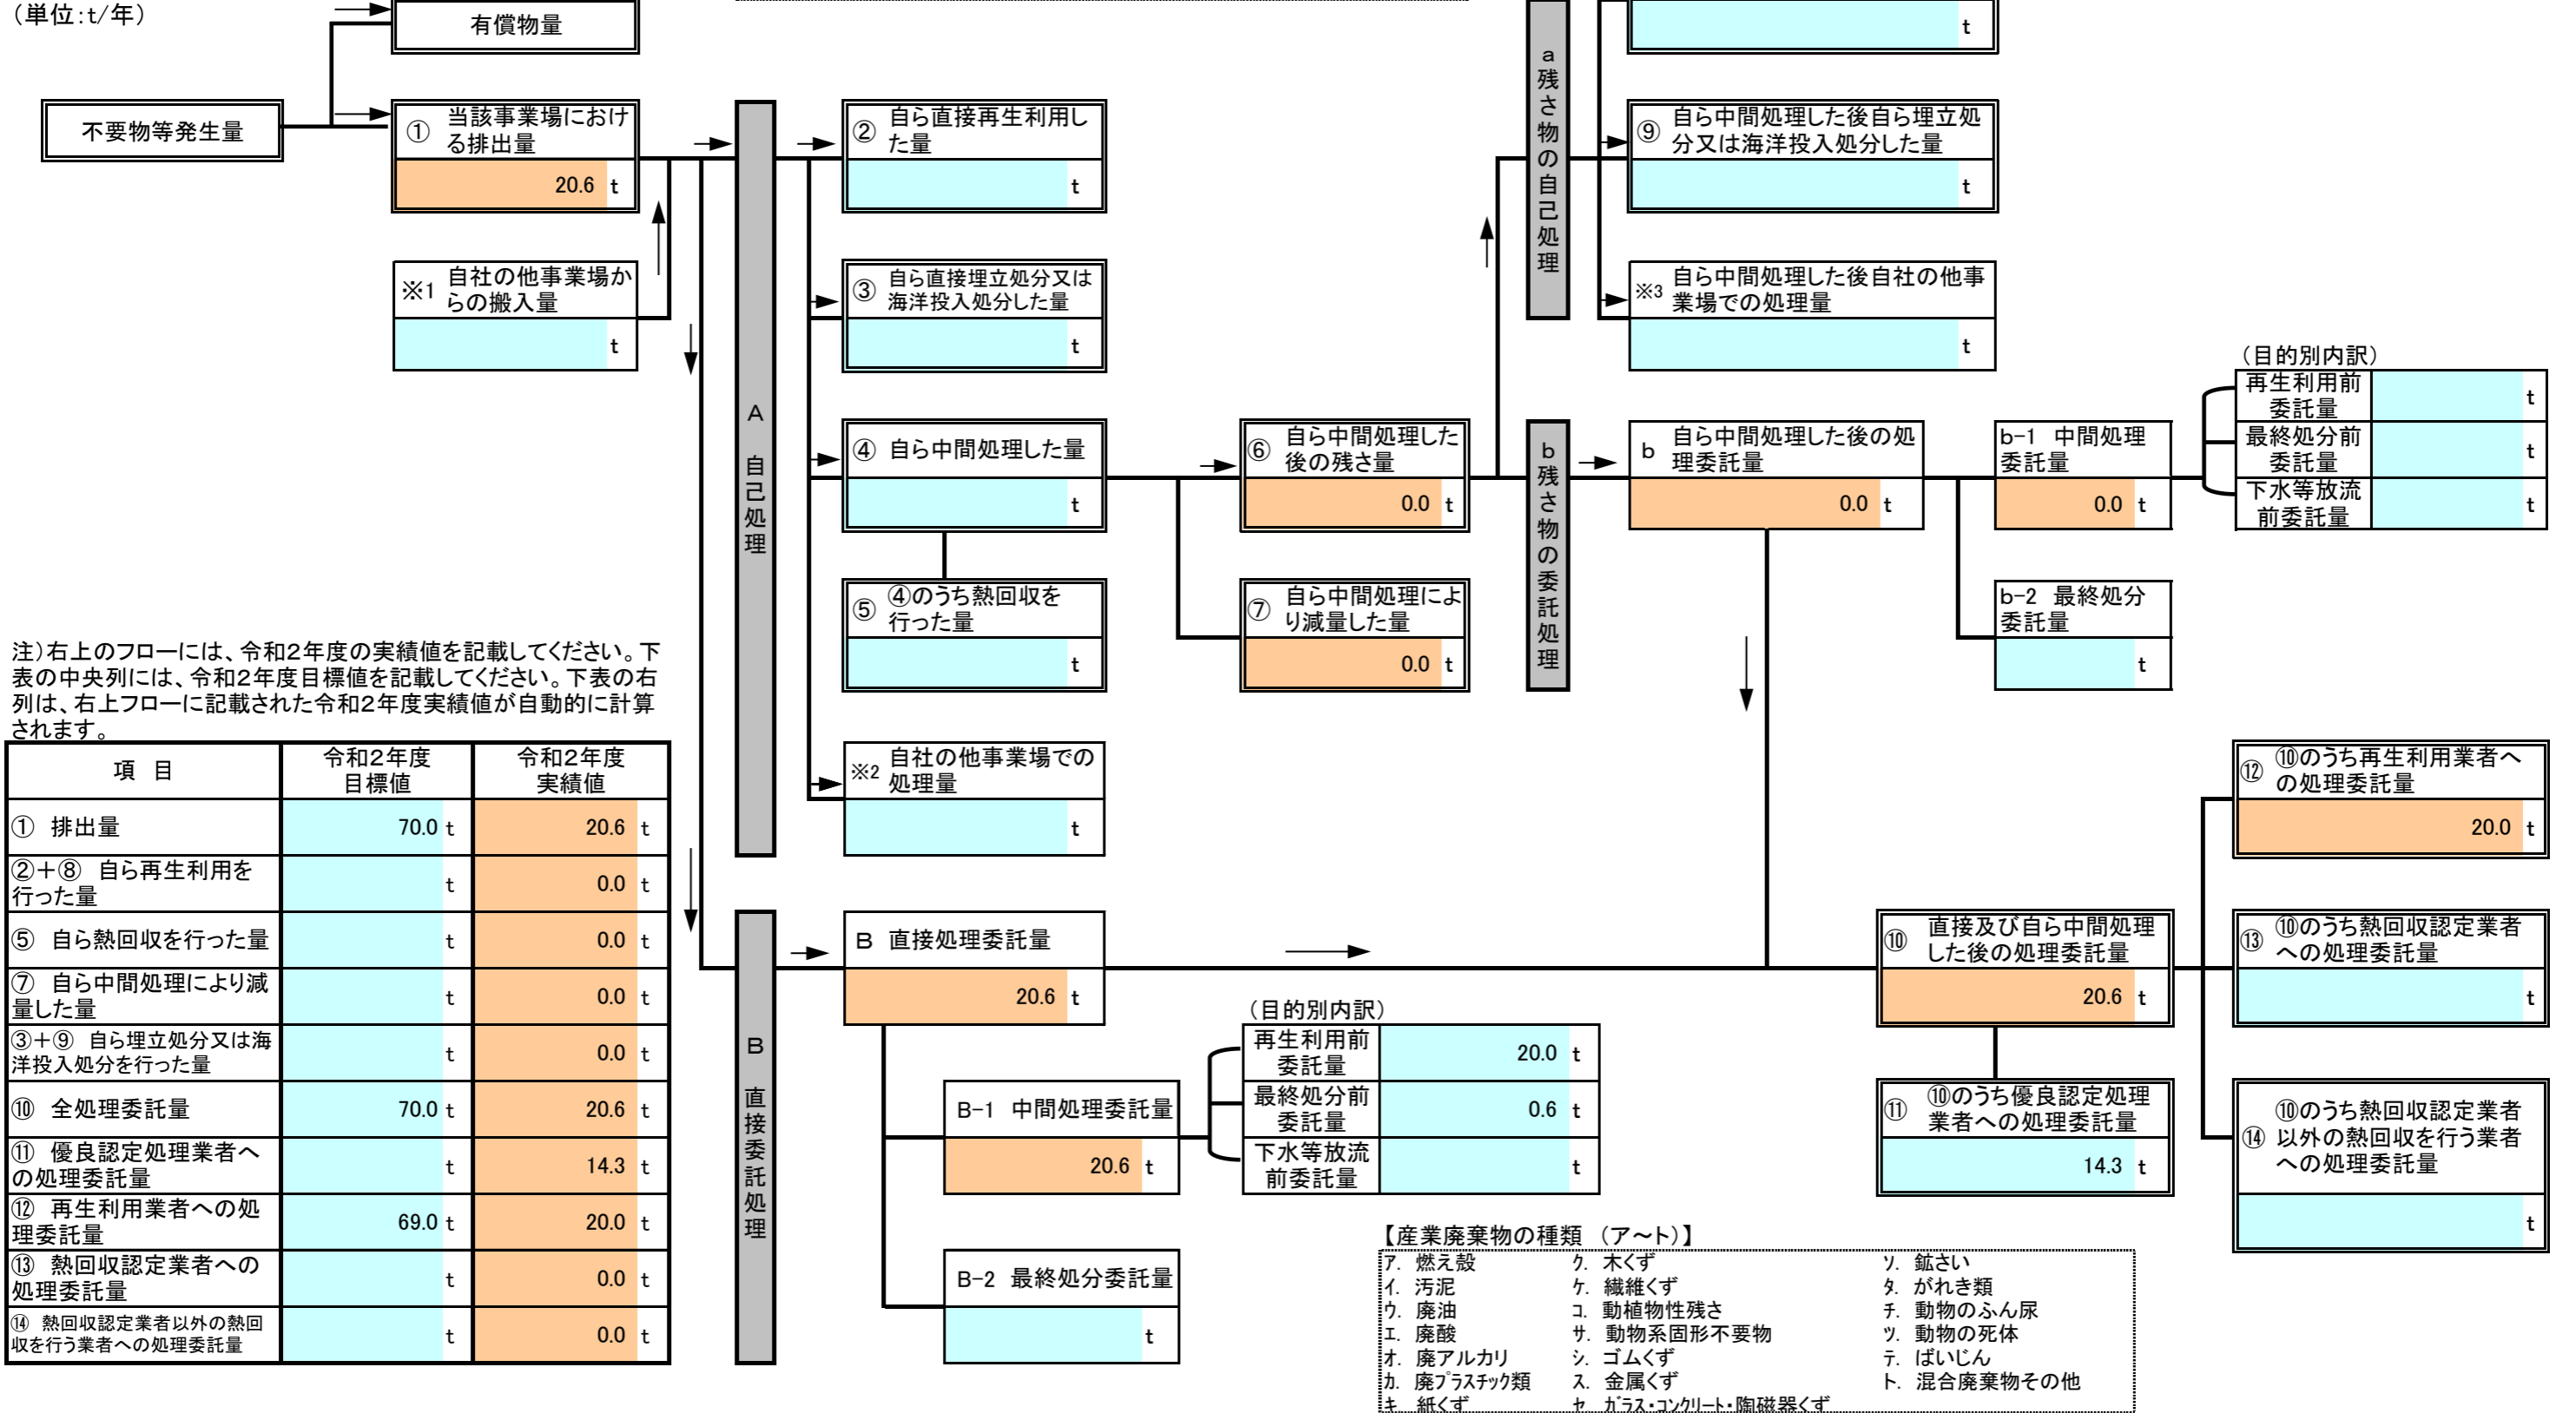 （単位:t/年）
有償物量
t
不要物等発生量
① 当該事業場におけ
る排出量
20.6 t
※1 自社の他事業場か
らの搬入量
t
A 自己処理
② 自ら直接再生利用し
た量
t
③ 自ら直接埋立処分又は
海洋投入処分した量
t
④ 自ら中間処理した量
t
⑤ ④のうち熱回収を
行った量
t
※2 自社の他事業場での
処理量
t
⑥ 自ら中間処理した
後の残さ量
0.0 t
⑦ 自ら中間処理によ
り減量した量
0.0 t
a 残さ物の自己処理
⑨ 自ら中間処理した後自ら埋立処
分又は海洋投入処分した量
t
※3 自ら中間処理した後自社の他事
業場での処理量
t
b 残さ物の委託処理
b 自ら中間処理した後の処
理委託量
0.0 t
b-1 中間処理
委託量
0.0 t
b-2 最終処分
委託量
t
（目的別内訳）
再生利用前
委託量 t
最終処分前
委託量 t
下水等放流
前委託量 t
注）右上のフローには、令和2年度の実績値を記載してください。下
表の中央列には、令和2年度目標値を記載してください。下表の右
列は、右上フローに記載された令和2年度実績値が自動的に計算
されます。
項 目 令和2年度
目標値 令和2年度
実績値
① 排出量 70.0 t 20.6 t
②＋⑧ 自ら再生利用を
行った量 t 0.0 t
⑤ 自ら熱回収を行った量 t 0.0 t
⑦ 自ら中間処理により減
量した量 t 0.0 t
③＋⑨ 自ら埋立処分又は海
洋投入処分を行った量 t 0.0 t
⑩ 全処理委託量 70.0 t 20.6 t
⑪ 優良認定処理業者へ
の処理委託量 t 14.3 t
⑫ 再生利用業者への処
理委託量 69.0 t 20.0 t
⑬ 熱回収認定業者への
処理委託量 t 0.0 t
⑭ 熱回収認定業者以外の熱回
収を行う業者への処理委託量 t 0.0 t
B 直接委託処理
B 直接処理委託量
20.6 t
B-1 中間処理委託量
20.6 t
B-2 最終処分委託量
t
（目的別内訳）
再生利用前
委託量 20.0 t
最終処分前
委託量 0.6 t
下水等放流
前委託量 t
⑩ 直接及び自ら中間処理
した後の処理委託量
20.6 t
⑪ ⑩のうち優良認定処理
業者への処理委託量
14.3 t
⑫ ⑩のうち再生利用業者へ
の処理委託量
20.0 t
⑬ ⑩のうち熱回収認定業者
への処理委託量
t
⑭ ⑩のうち熱回収認定業者
以外の熱回収を行う業者
への処理委託量
t
【産業廃棄物の種類 （ア～ト）】
ア. 燃え殻 ク. 木くず ソ. 鉱さい
イ. 汚泥 ケ. 繊維くず タ. がれき類
ウ. 廃油 コ. 動植物性残さ チ. 動物のふん尿
エ. 廃酸 サ. 動物系固形不要物 ツ. 動物の死体
オ. 廃アルカリ シ. ゴムくず テ. ばいじん
カ. 廃プラスチック類 ス. 金属くず ト. 混合廃棄物その他
キ 紙くず セ ガラス・コンクリート・陶磁器くず